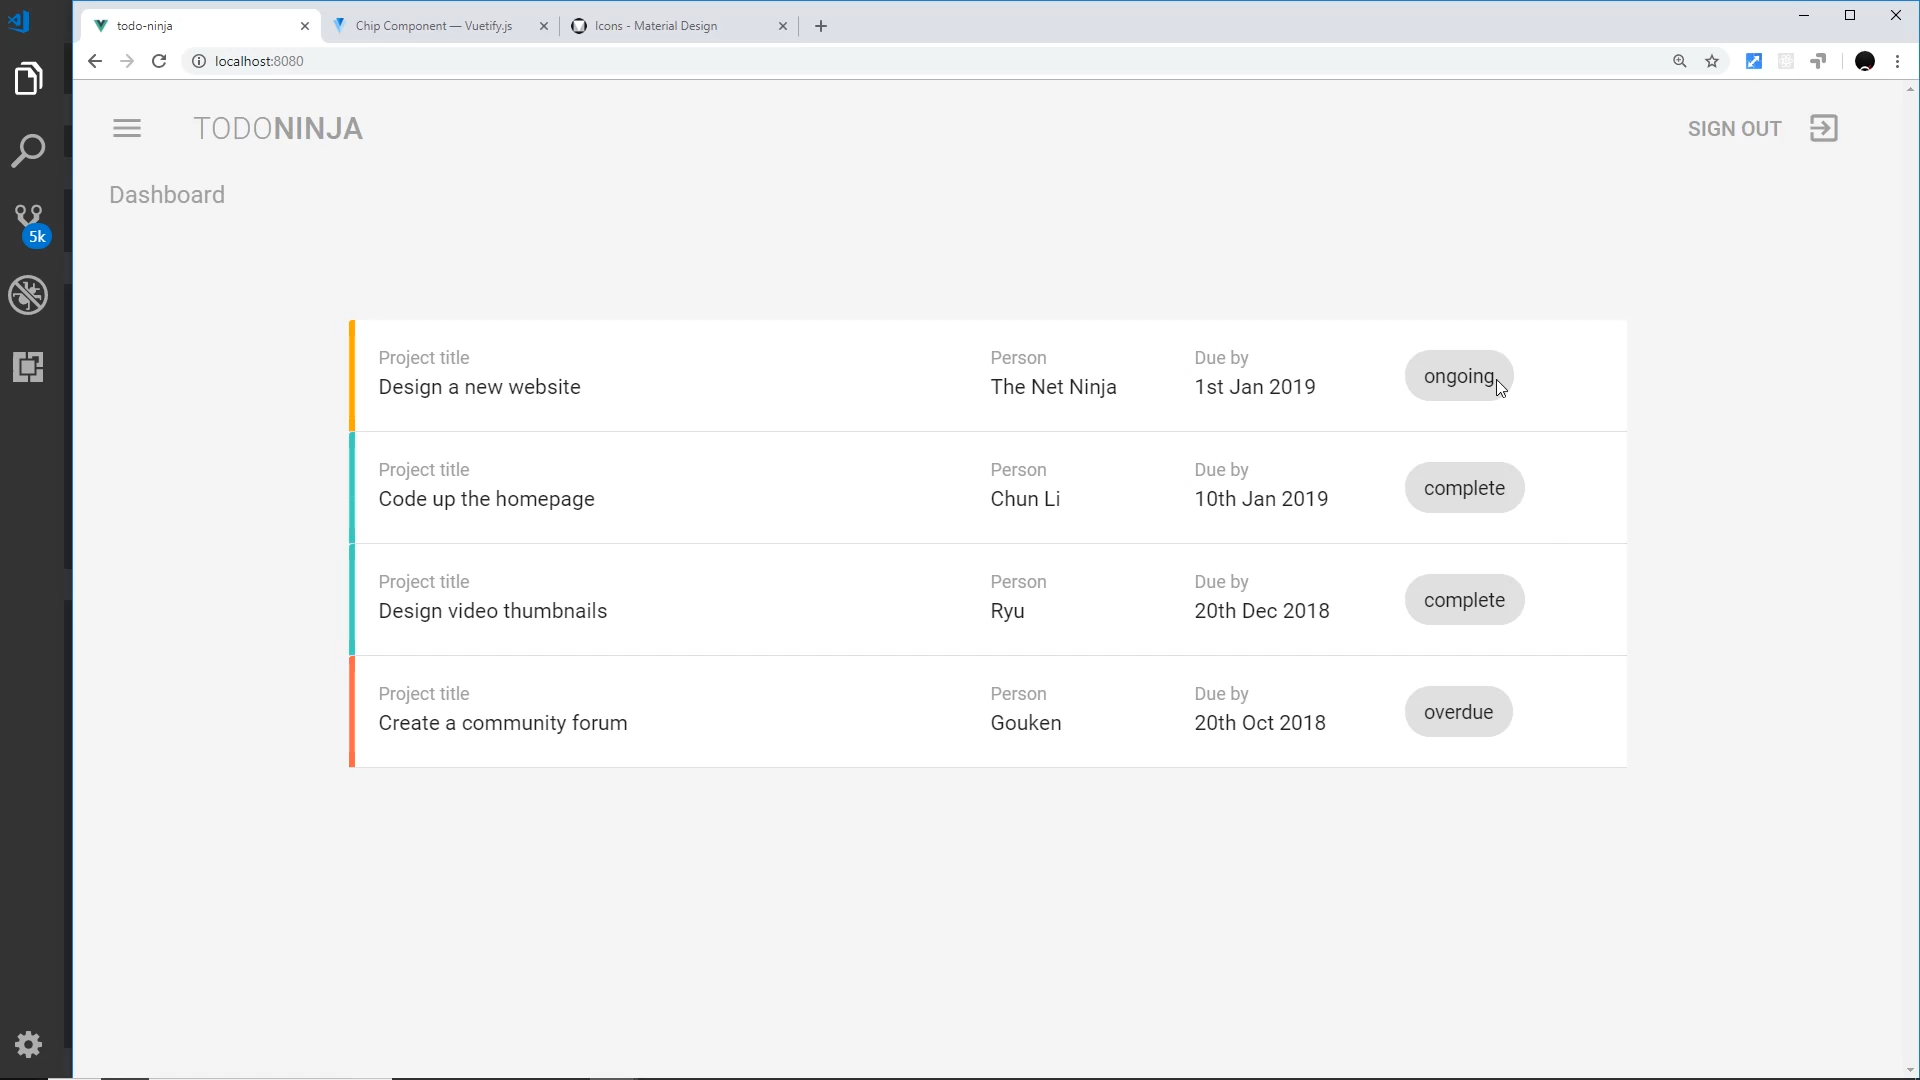 todo-ninja
Chip Component — Vuetify.js
Icons - Material Design
localhost:8080
TODONINJA
SIGN OUT
5k
Dashboard
Project title
Person
Due by
Design a new website
The Net Ninja
1st Jan 2019
ongoing
Project title
Person
Due by
Code up the homepage
Chun Li
10th Jan 2019
complete
Project title
Person
Due by
Design video thumbnails
Ryu
20th Dec 2018
complete
Project title
Person
Due by
Create a community forum
Gouken
20th Oct 2018
overdue